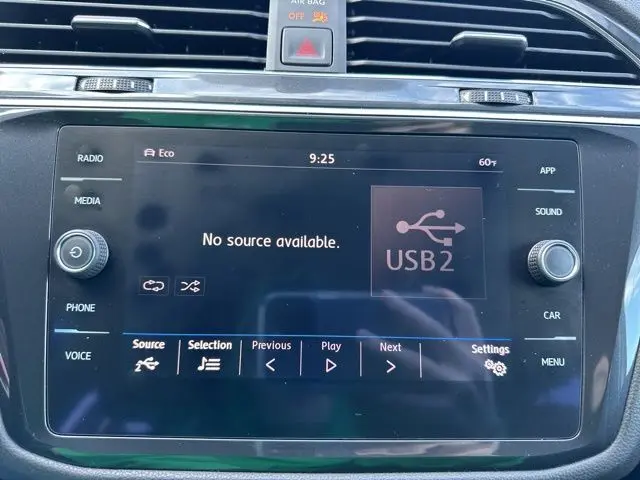 AIR BAG
OFF
RADIO
MEDIA
PHONE
VOICE
Eco
9:25
60°F
No source available.
USB2
Source
2
Selection
Previous
Play
Next
Settings
APP
SOUND
CAR
MENU